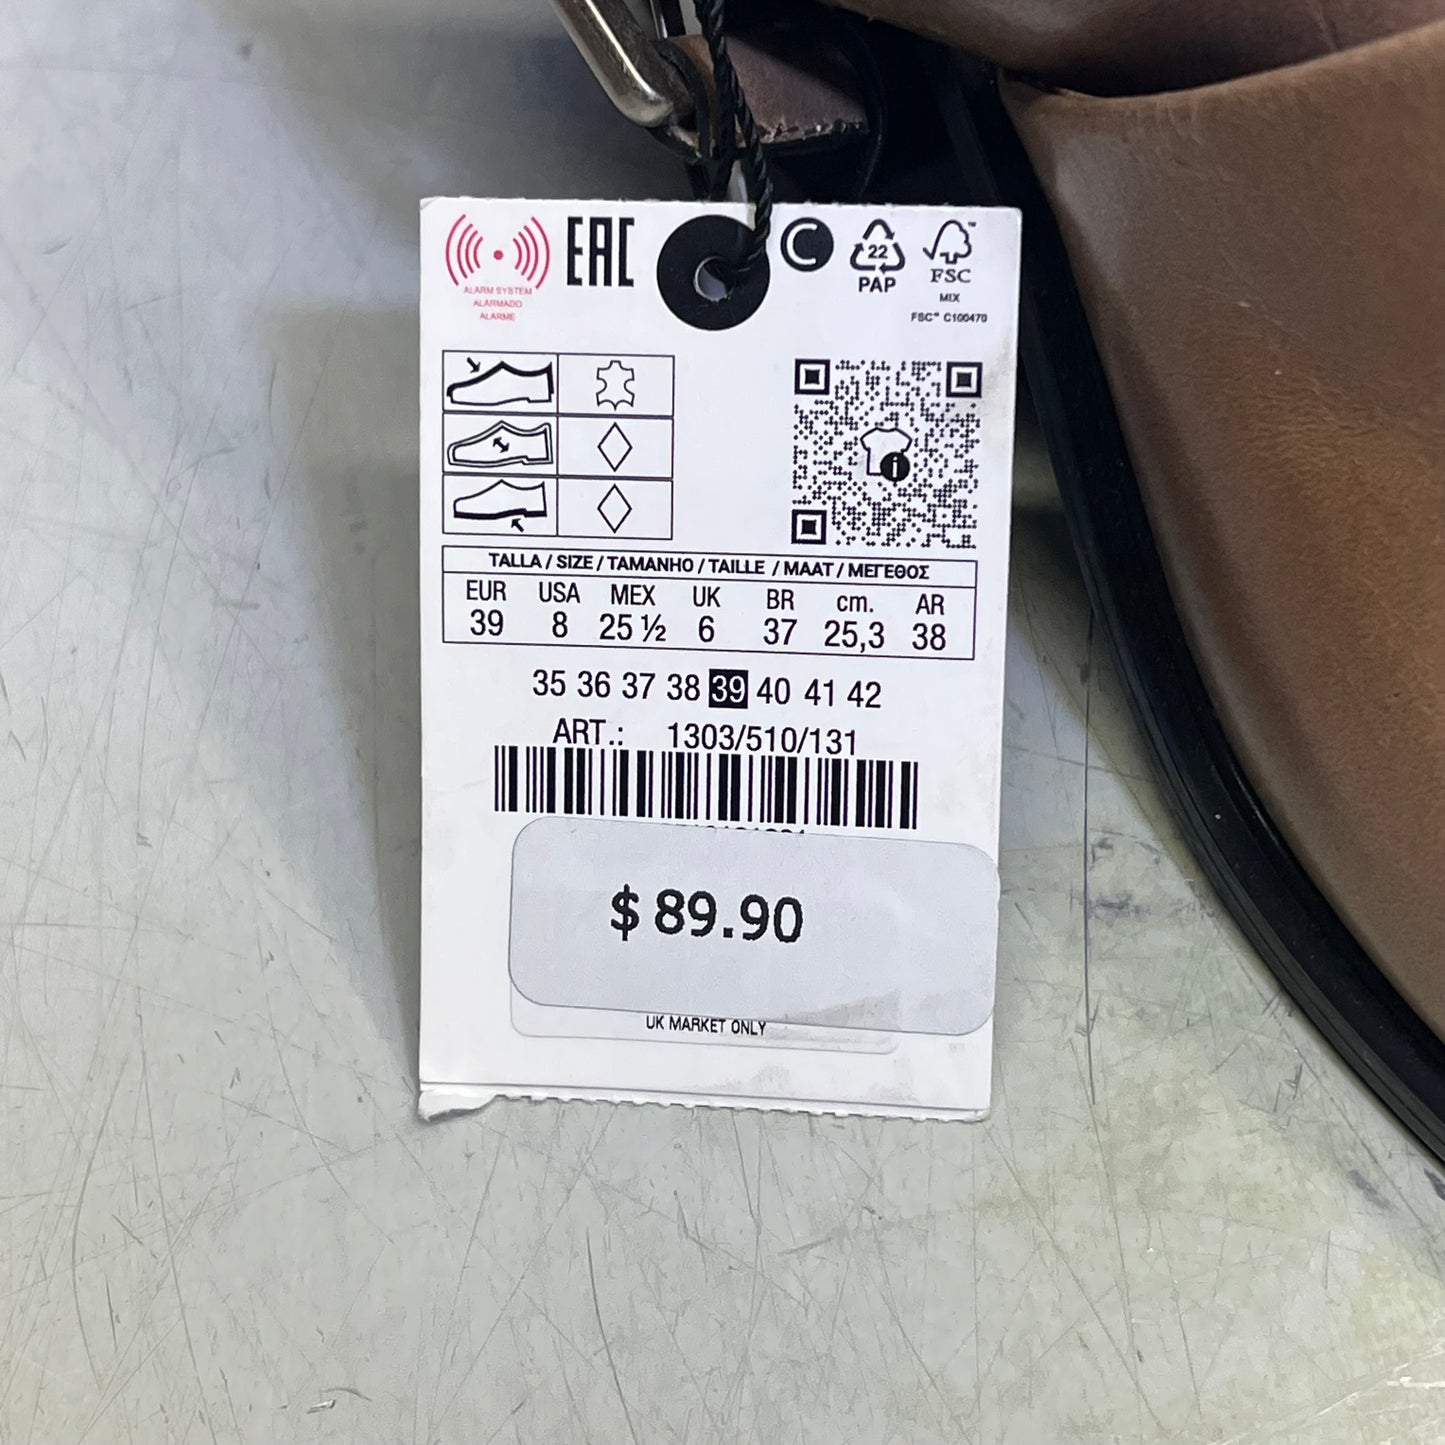 ALARM SYSTEM
ALARMADO
ALARME
EAC
C
22
PAP
FSC™
MIX
FSC™ C100470
i
TALLA / SIZE / TAMANHO / TAILLE / MAAT / ΜΕΓΕΘΟΣ
EUR USA MEX UK BR cm. AR
39 8 25 ½ 6 37 25,3 38
35 36 37 38 39 40 41 42
ART.: 1303/510/131
$ 89.90
UK MARKET ONLY